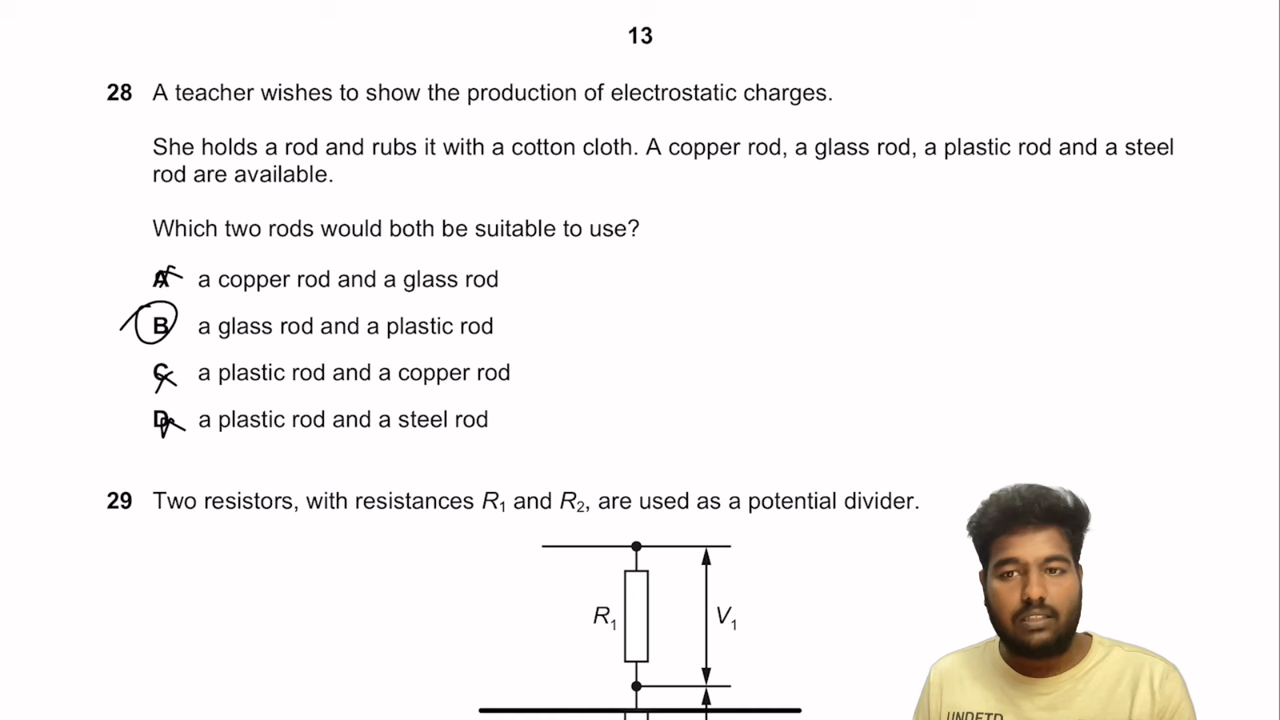 13
28 A teacher wishes to show the production of electrostatic charges.
She holds a rod and rubs it with a cotton cloth. A copper rod, a glass rod, a plastic rod and a steel
rod are available.
Which two rods would both be suitable to use?
A a copper rod and a glass rod
B a glass rod and a plastic rod
C a plastic rod and a copper rod
D a plastic rod and a steel rod
29 Two resistors, with resistances R1 and R2, are used as a potential divider.
R1 V1